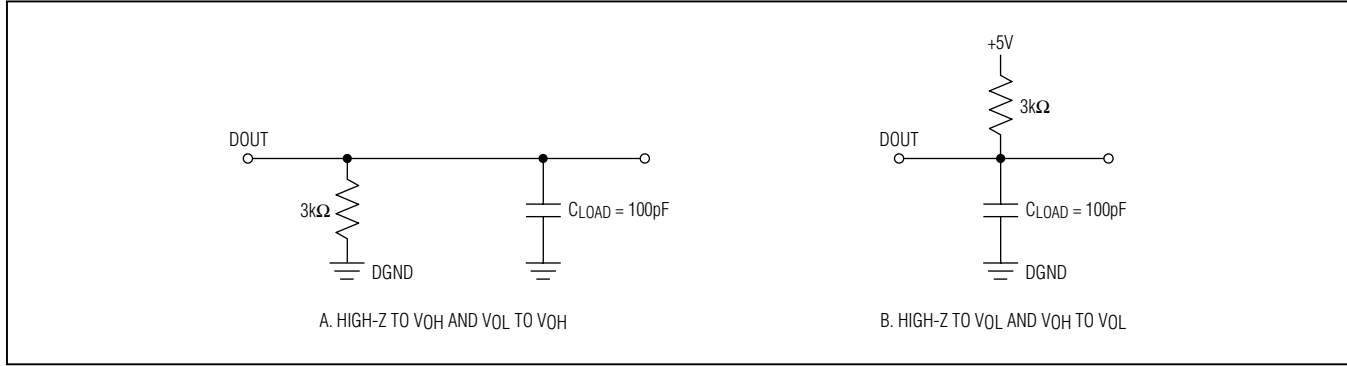 DOUT
3kΩ
DGND
CLOAD = 100pF
A. HIGH-Z TO VOH AND VOL TO VOH
+5V
3kΩ
DOUT
CLOAD = 100pF
DGND
B. HIGH-Z TO VOL AND VOH TO VOL